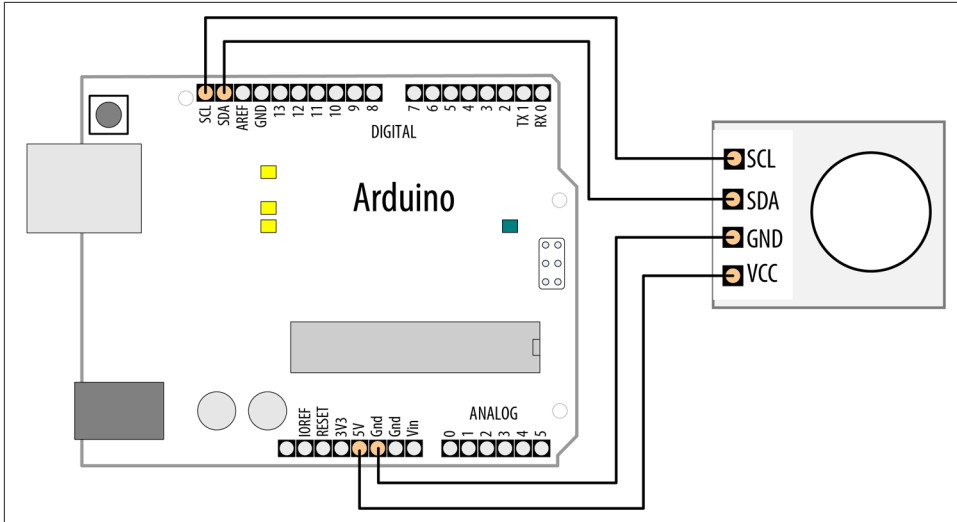 SCL
SDA
AREF
GND
13
12
11
10
9
8
7
6
5
4
3
2
TX 1
RX 0
DIGITAL
Arduino
SCL
SDA
GND
VCC
ANALOG
IOREF
RESET
3V3
5V
Gnd
Gnd
Vin
0
1
2
3
4
5